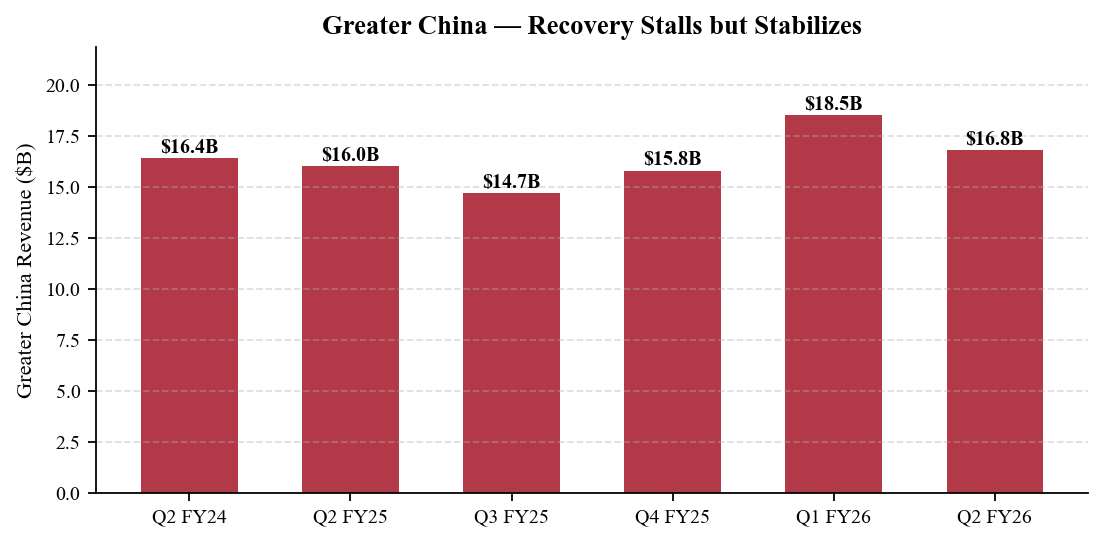 Greater China — Recovery Stalls but Stabilizes
Greater China Revenue ($B)
20.0
17.5
15.0
12.5
10.0
7.5
5.0
2.5
0.0
$16.4B
$16.0B
$14.7B
$15.8B
$18.5B
$16.8B
Q2 FY24
Q2 FY25
Q3 FY25
Q4 FY25
Q1 FY26
Q2 FY26